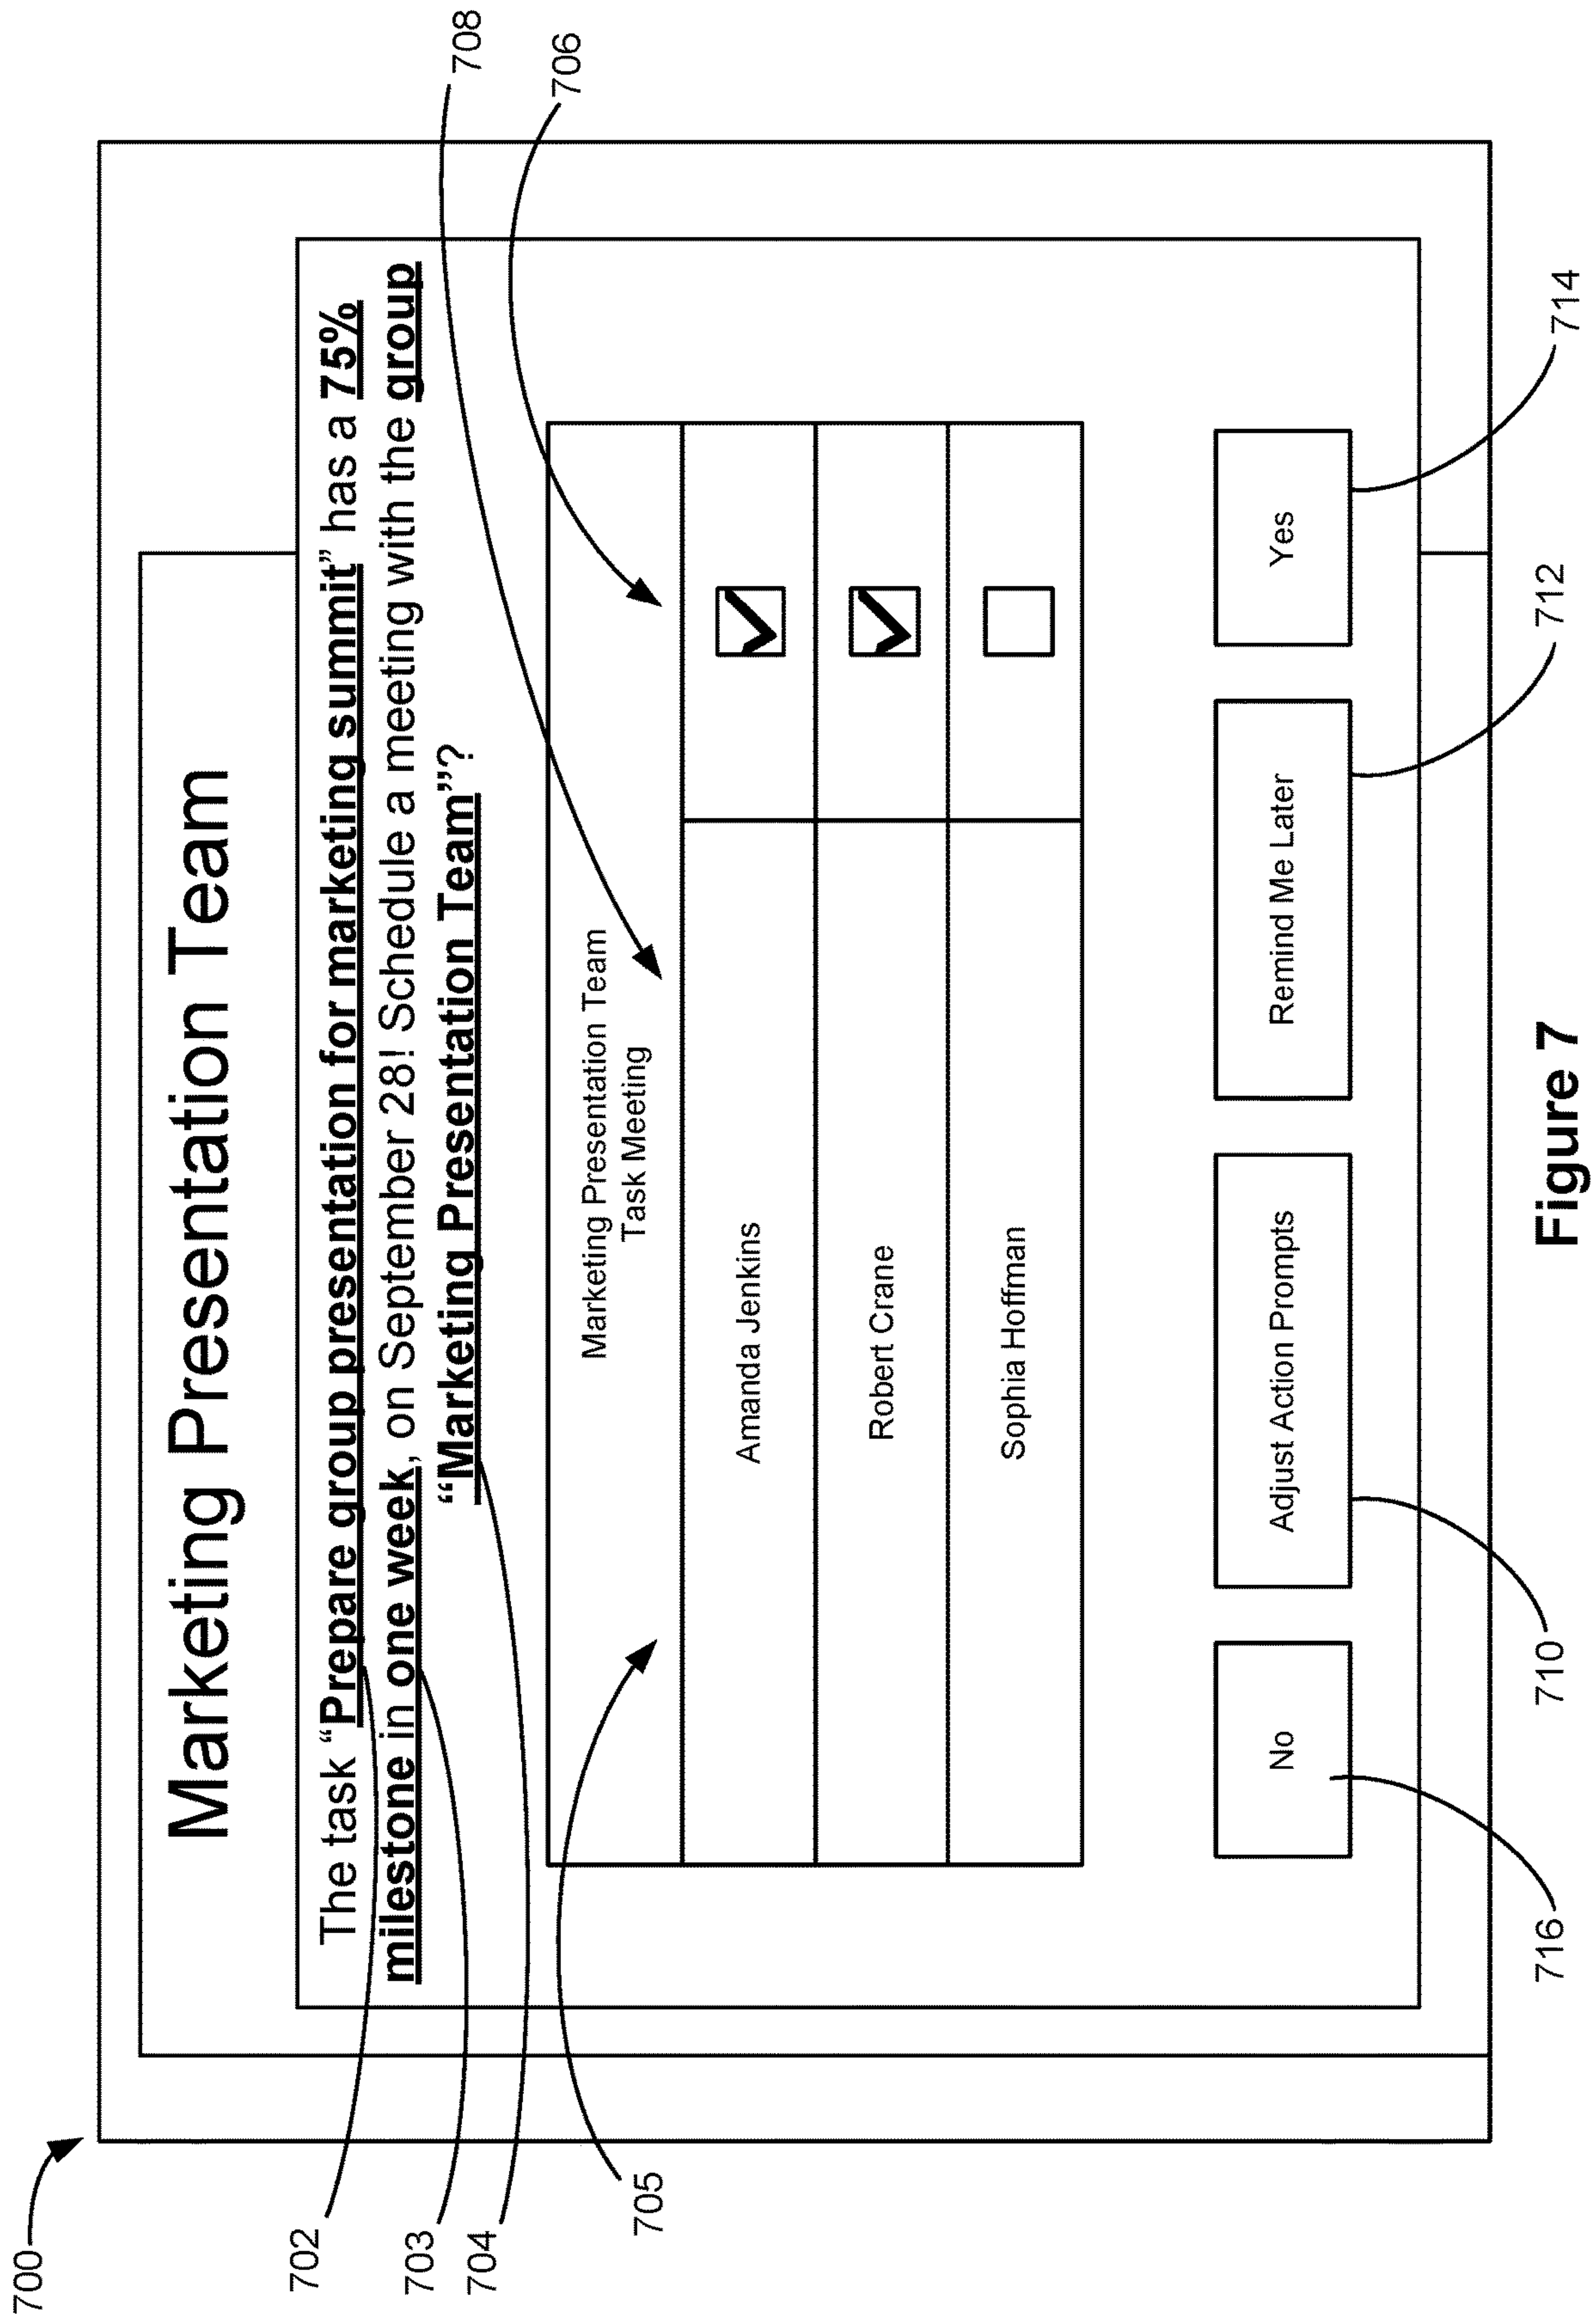 700
Marketing Presentation Team
The task “Prepare group presentation for marketing summit” has a 75%
milestone in one week, on September 28! Schedule a meeting with the group
“Marketing Presentation Team”?
702
703
704
705
708
706
Marketing Presentation Team
Task Meeting
Amanda Jenkins
Robert Crane
Sophia Hoffman
No
Adjust Action Prompts
Remind Me Later
Yes
716
710
712
714
Figure 7